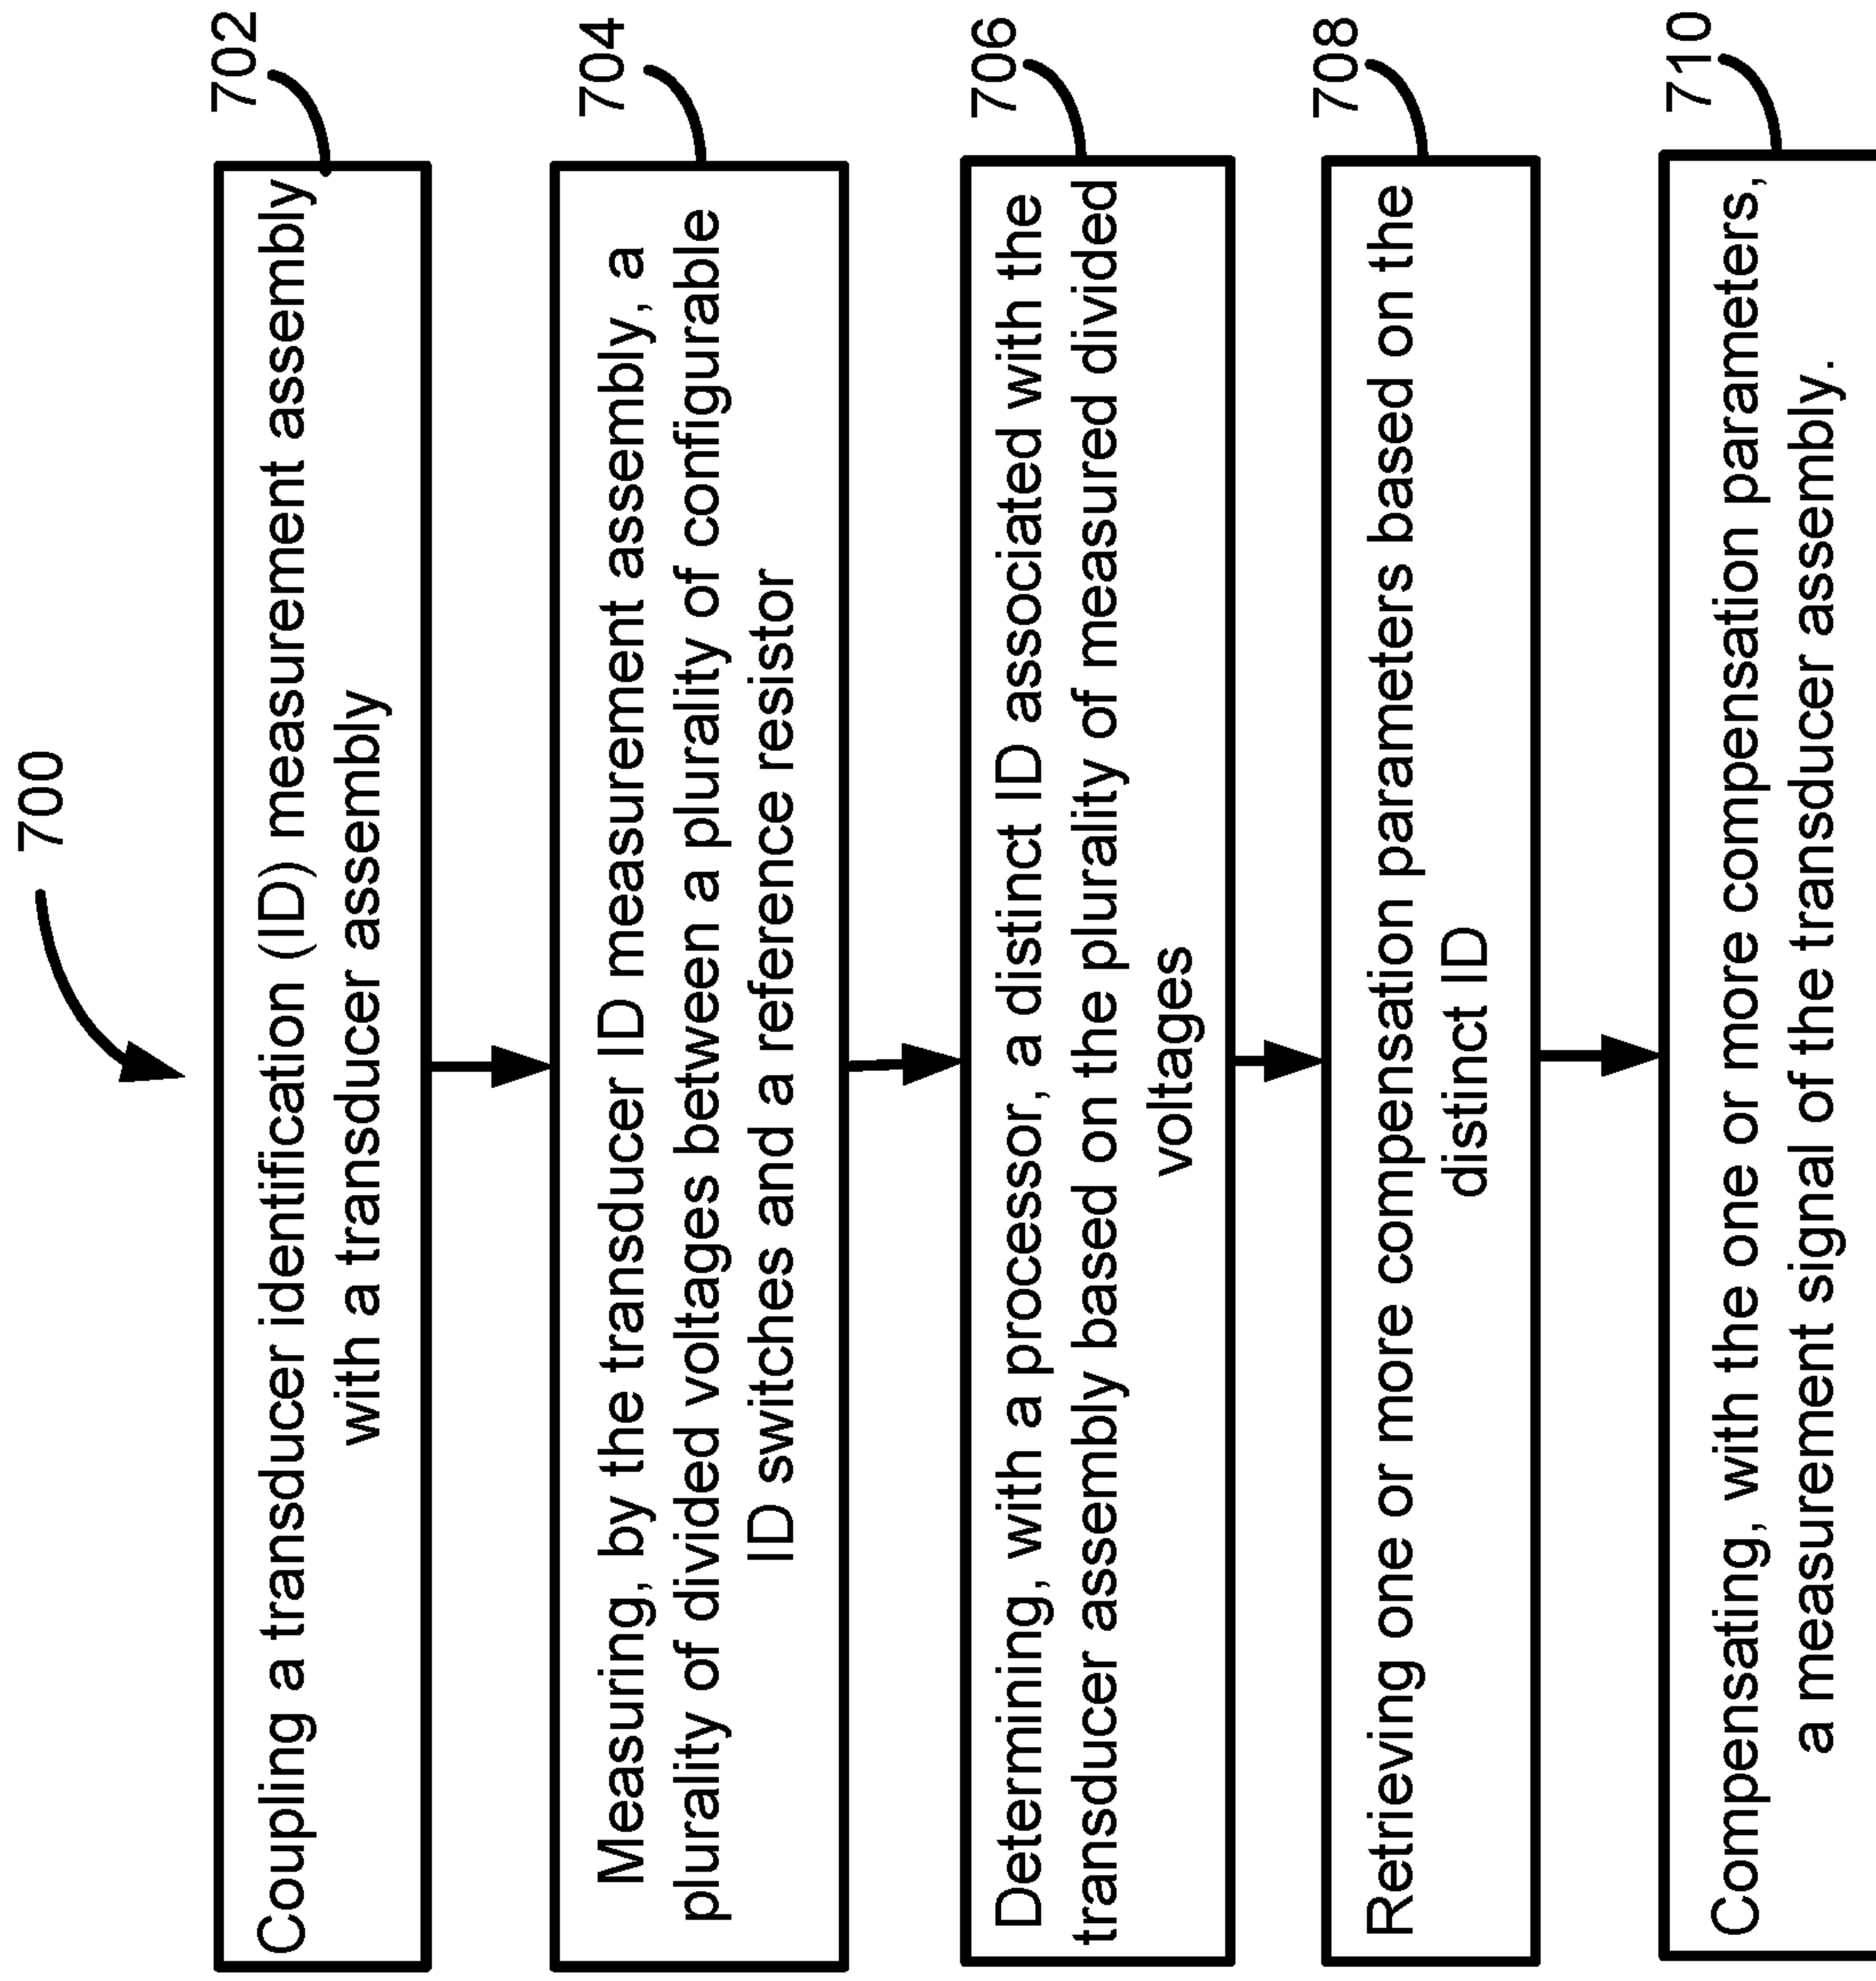 700
702
Coupling a transducer identification (ID) measurement assembly
with a transducer assembly
704
Measuring, by the transducer ID measurement assembly, a
plurality of divided voltages between a plurality of configurable
ID switches and a reference resistor
706
Determining, with a processor, a distinct ID associated with the
transducer assembly based on the plurality of measured divided
voltages
708
Retrieving one or more compensation parameters based on the
distinct ID
710
Compensating, with the one or more compensation parameters,
a measurement signal of the transducer assembly.